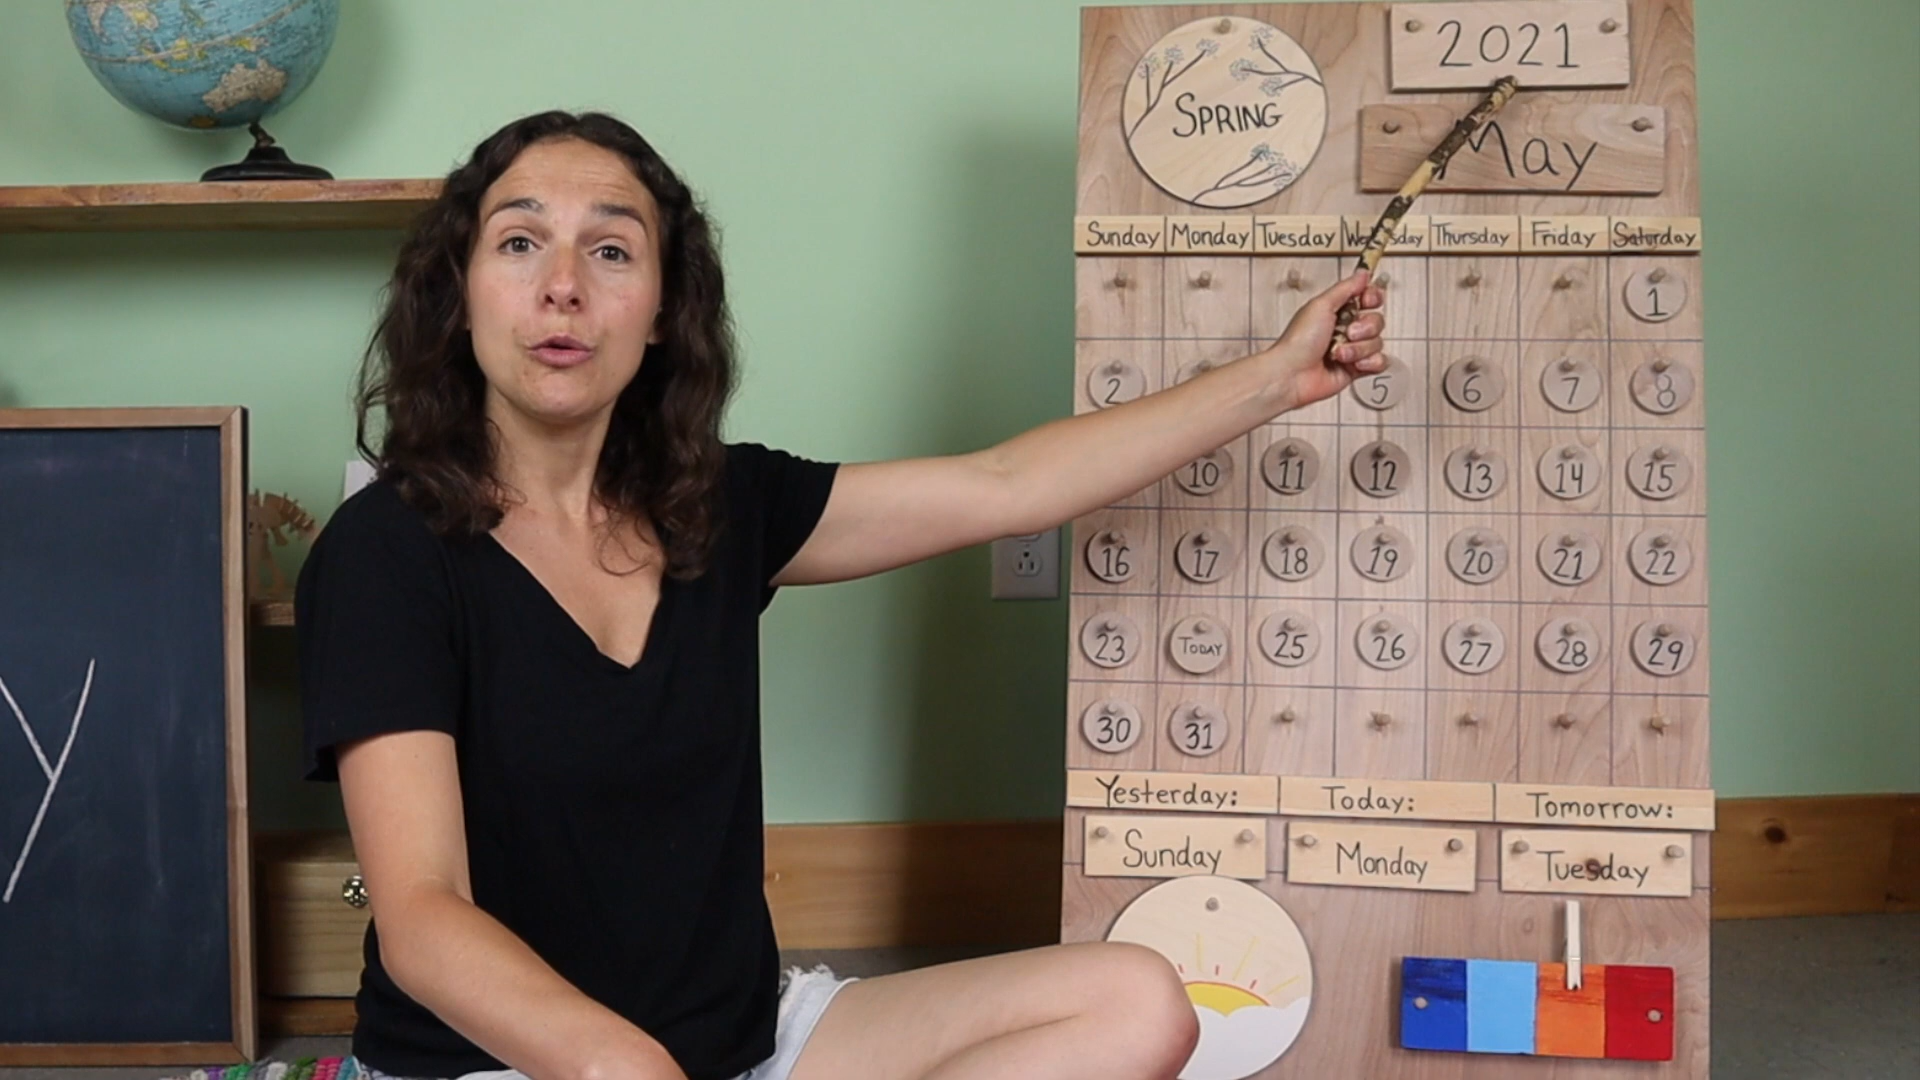 2021
SPRING
May
Sunday Monday Tuesday Thursday Friday Saturday
1
2 5 6 7 8
10 11 12 13 14 15
16 17 18 19 20 21 22
23 TODAY 25 26 27 28 29
30 31
Yesterday: Today: Tomorrow:
Sunday Monday Tuesday
y